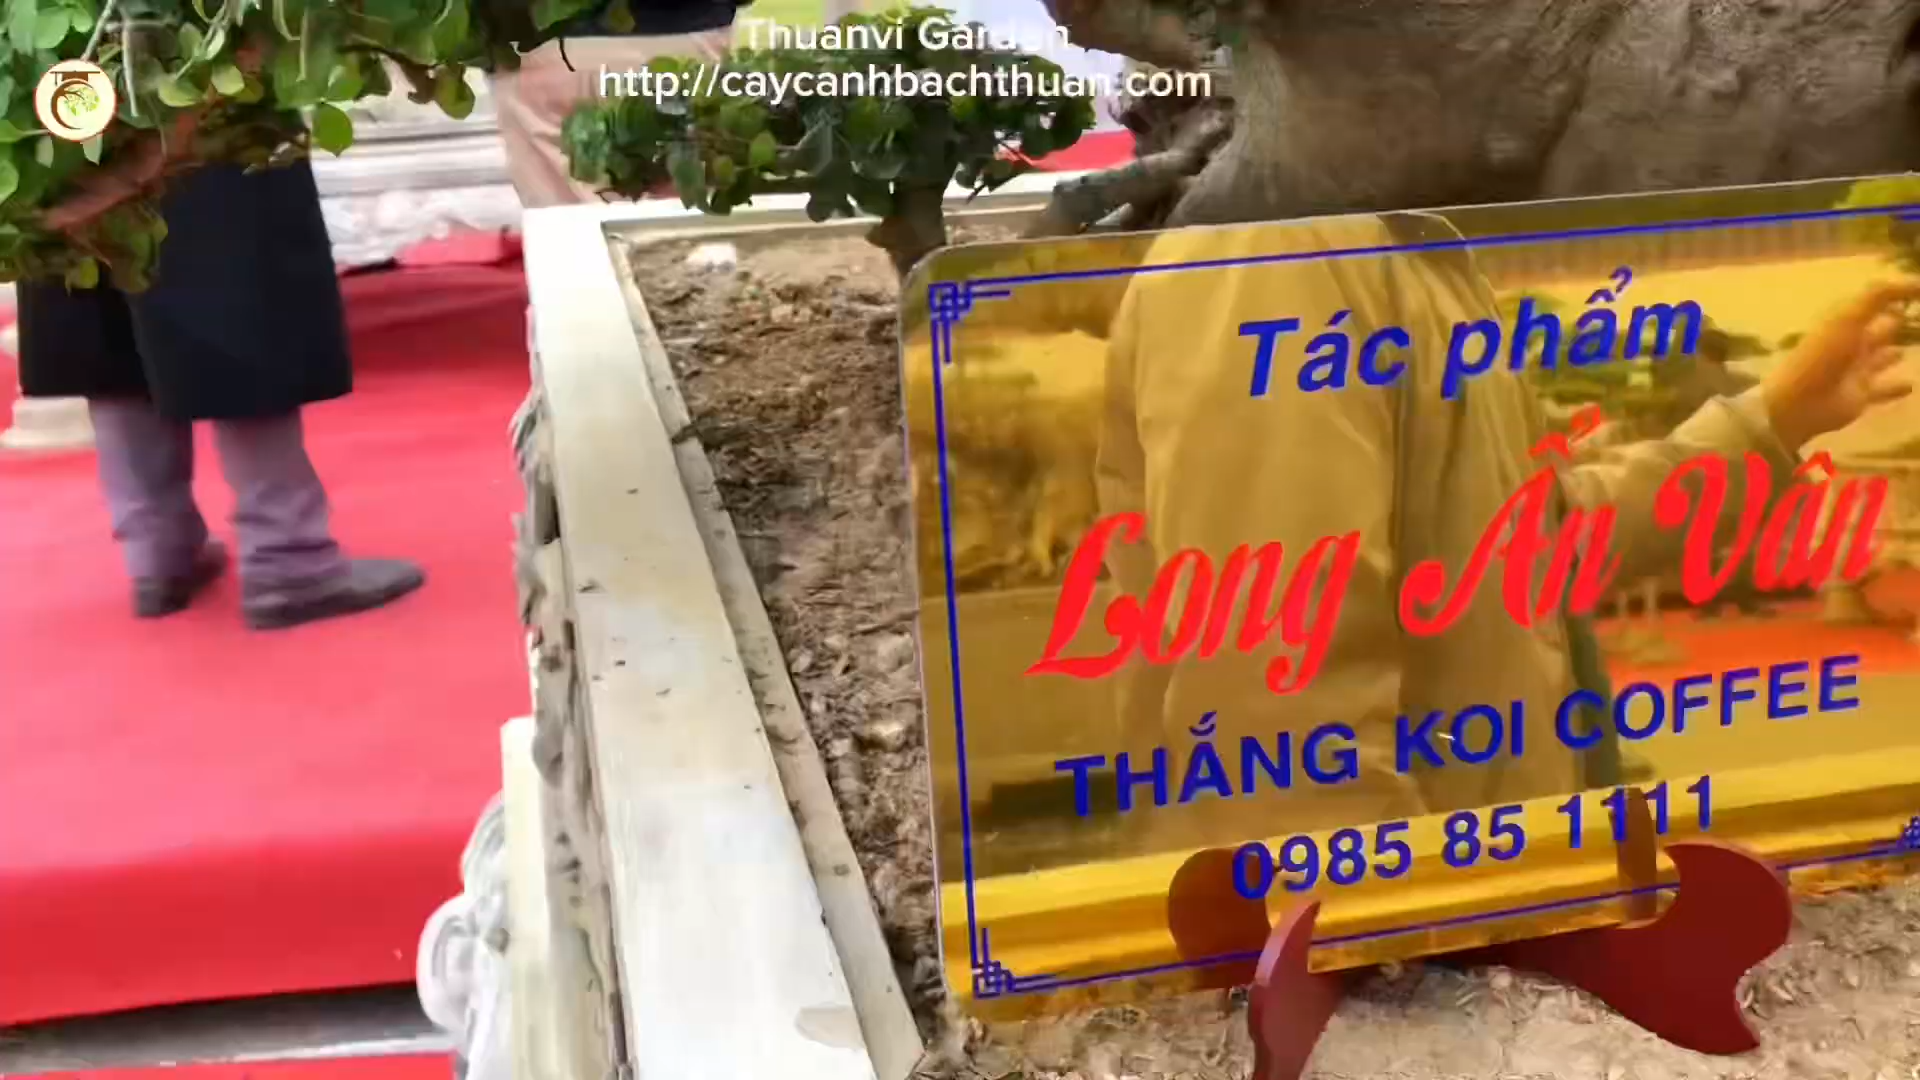 Thuanvi Garden
http://caycanhbachthuan.com
Tác phẩm
Long Ẩn Vân
THẮNG KOI COFFEE
0985 85 1111